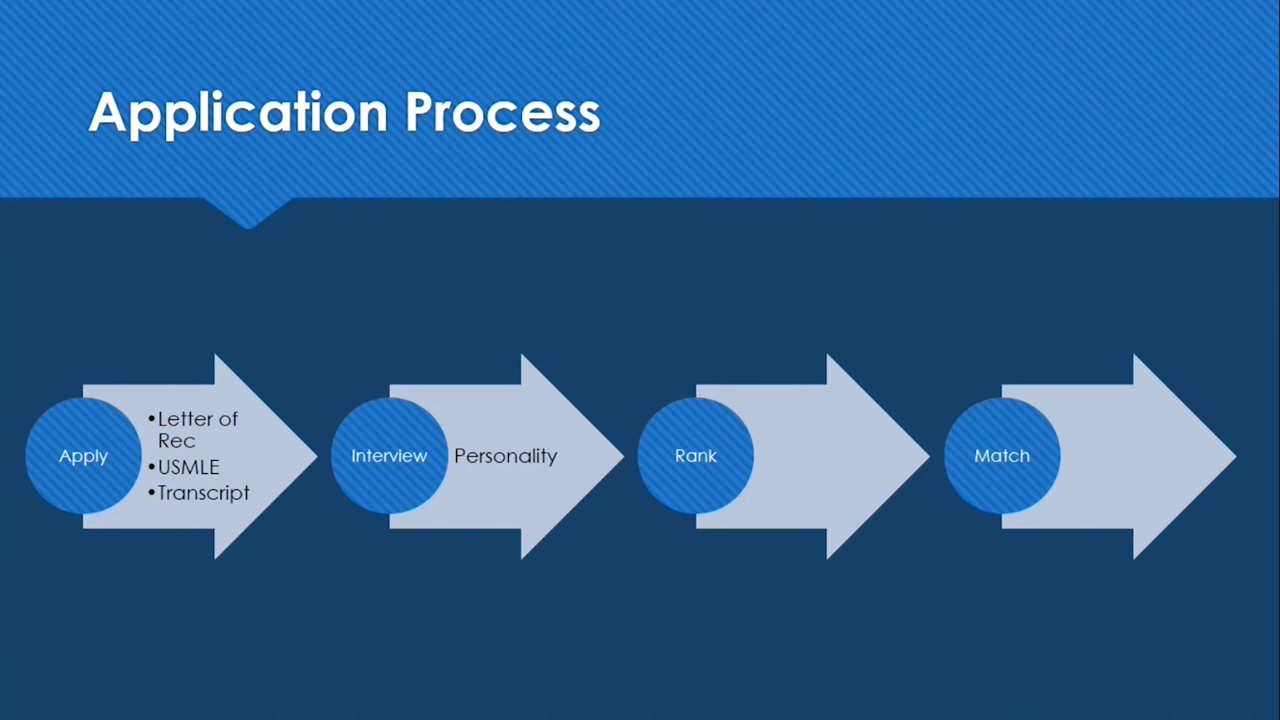 Application Process
Apply
•Letter of
Rec
•USMLE
•Transcript
Interview
Personality
Rank
Match